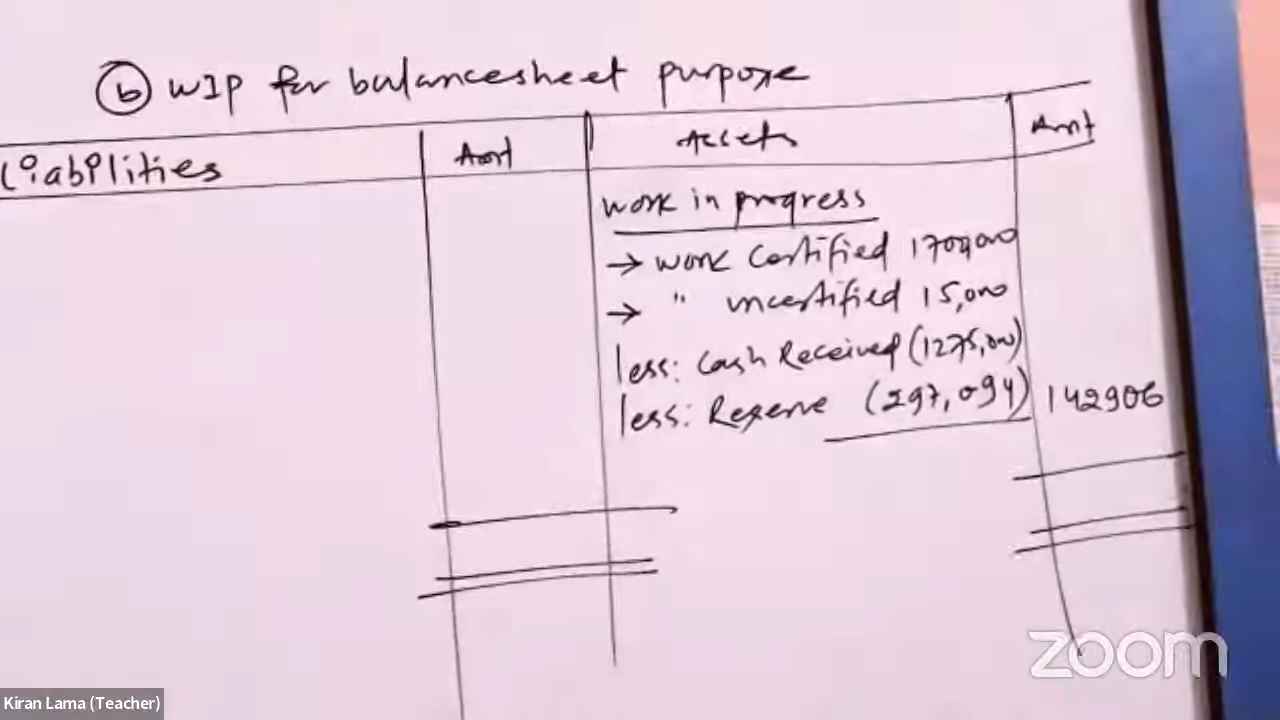 b WIP for balancesheet purpose
Liabilities Amt Assets Amt
work in progress
→ work Certified 1700,000
→ " uncertified 15,000
less: Cash Received (1275,000)
less: Reserve (297,094) 142906
zoom
Kiran Lama (Teacher)